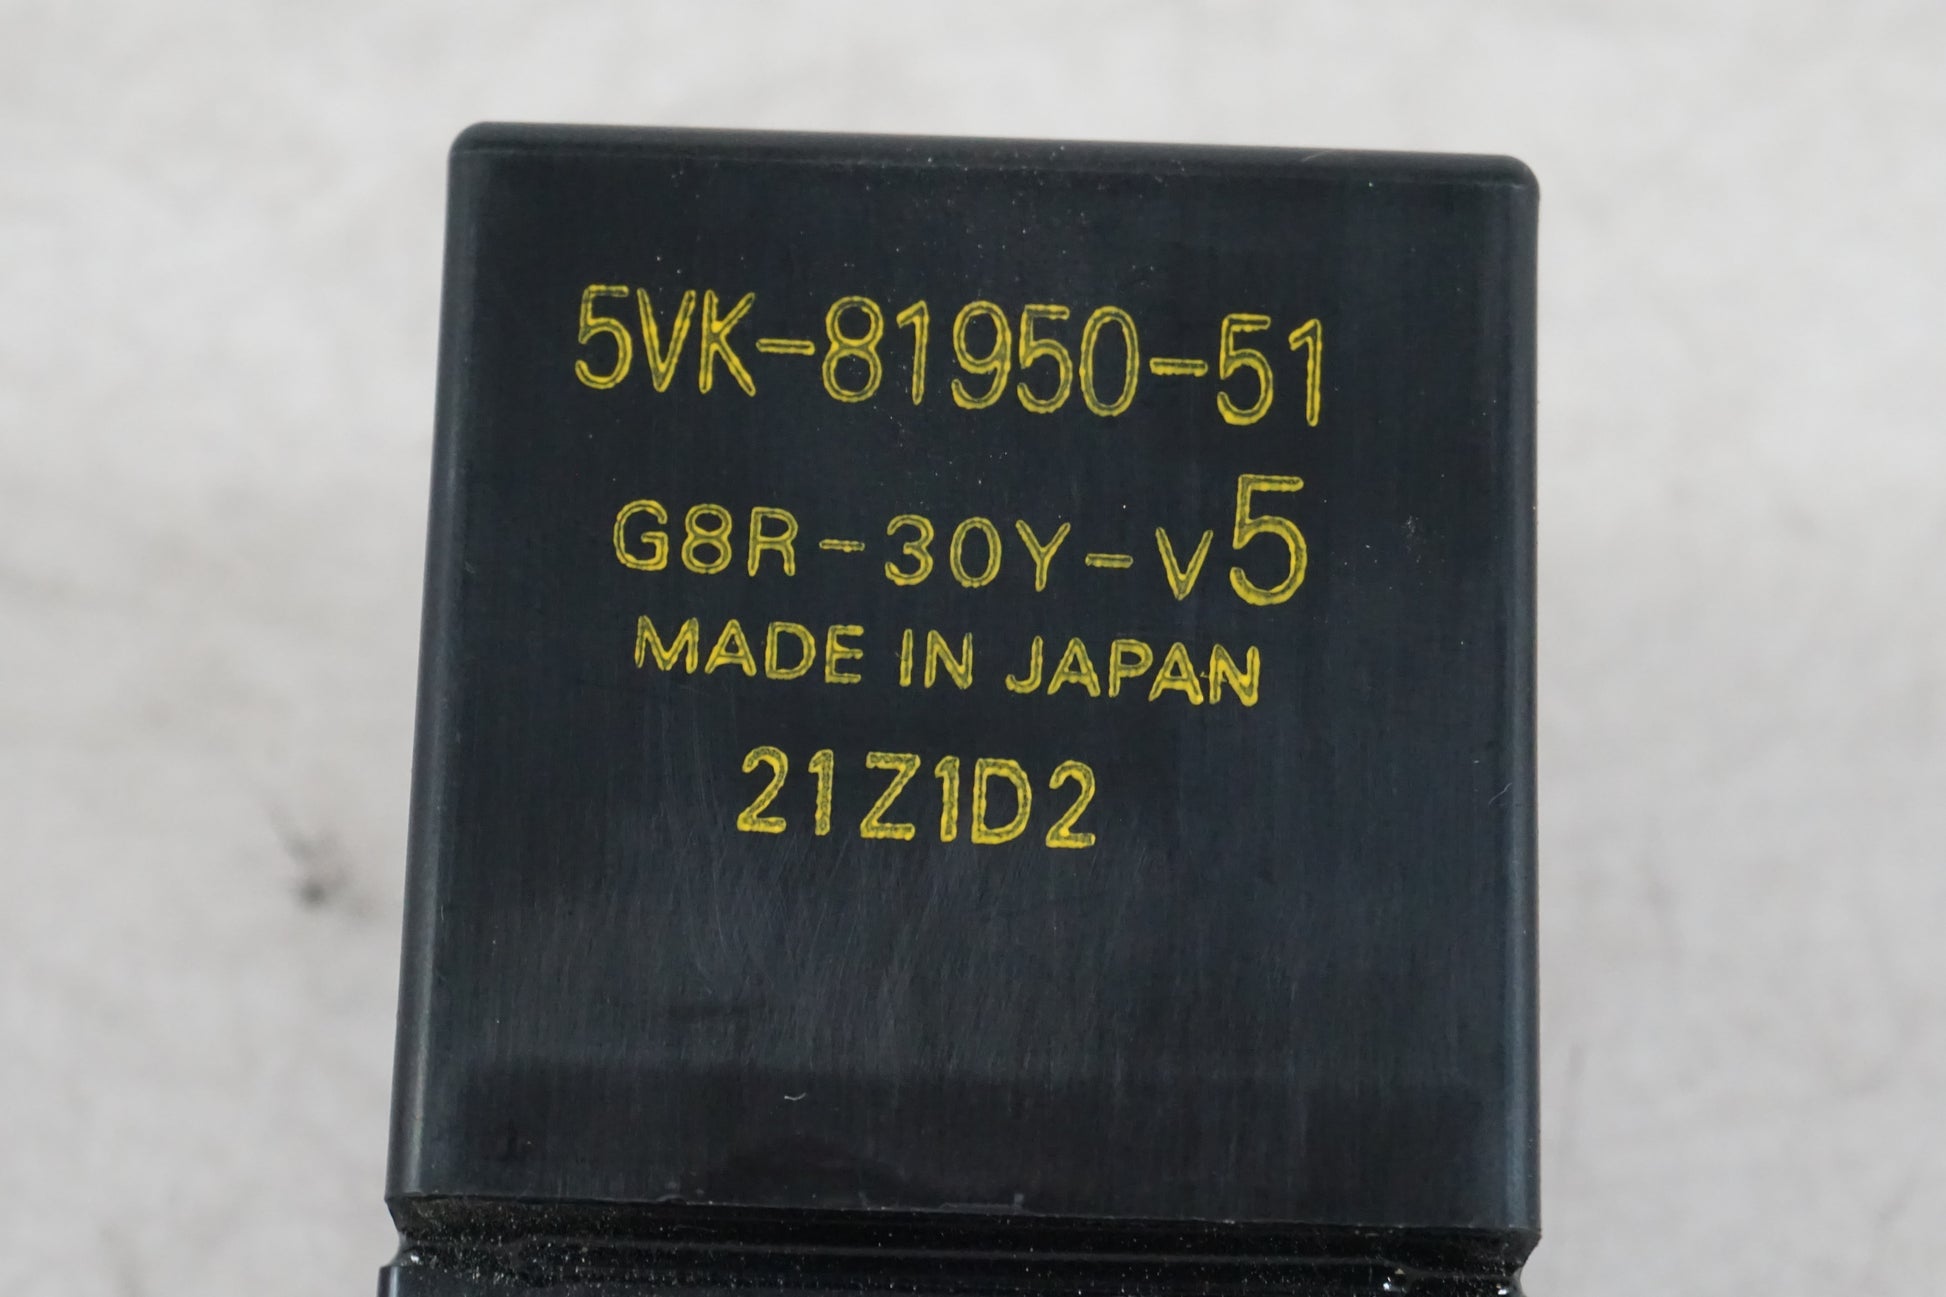 5VK-81950-51
G8R-30Y-V5
MADE IN JAPAN
21Z1D2